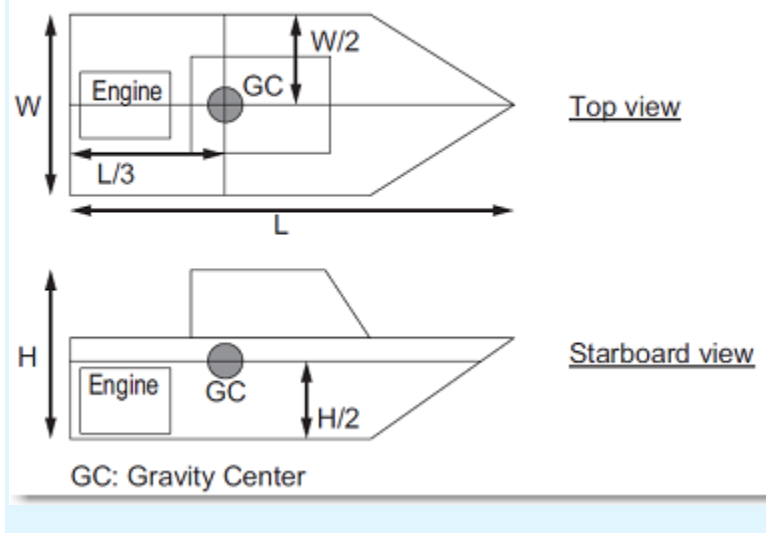 W/2
Engine
GC
W
Top view
L/3
L
H
Starboard view
Engine
GC
H/2
GC: Gravity Center